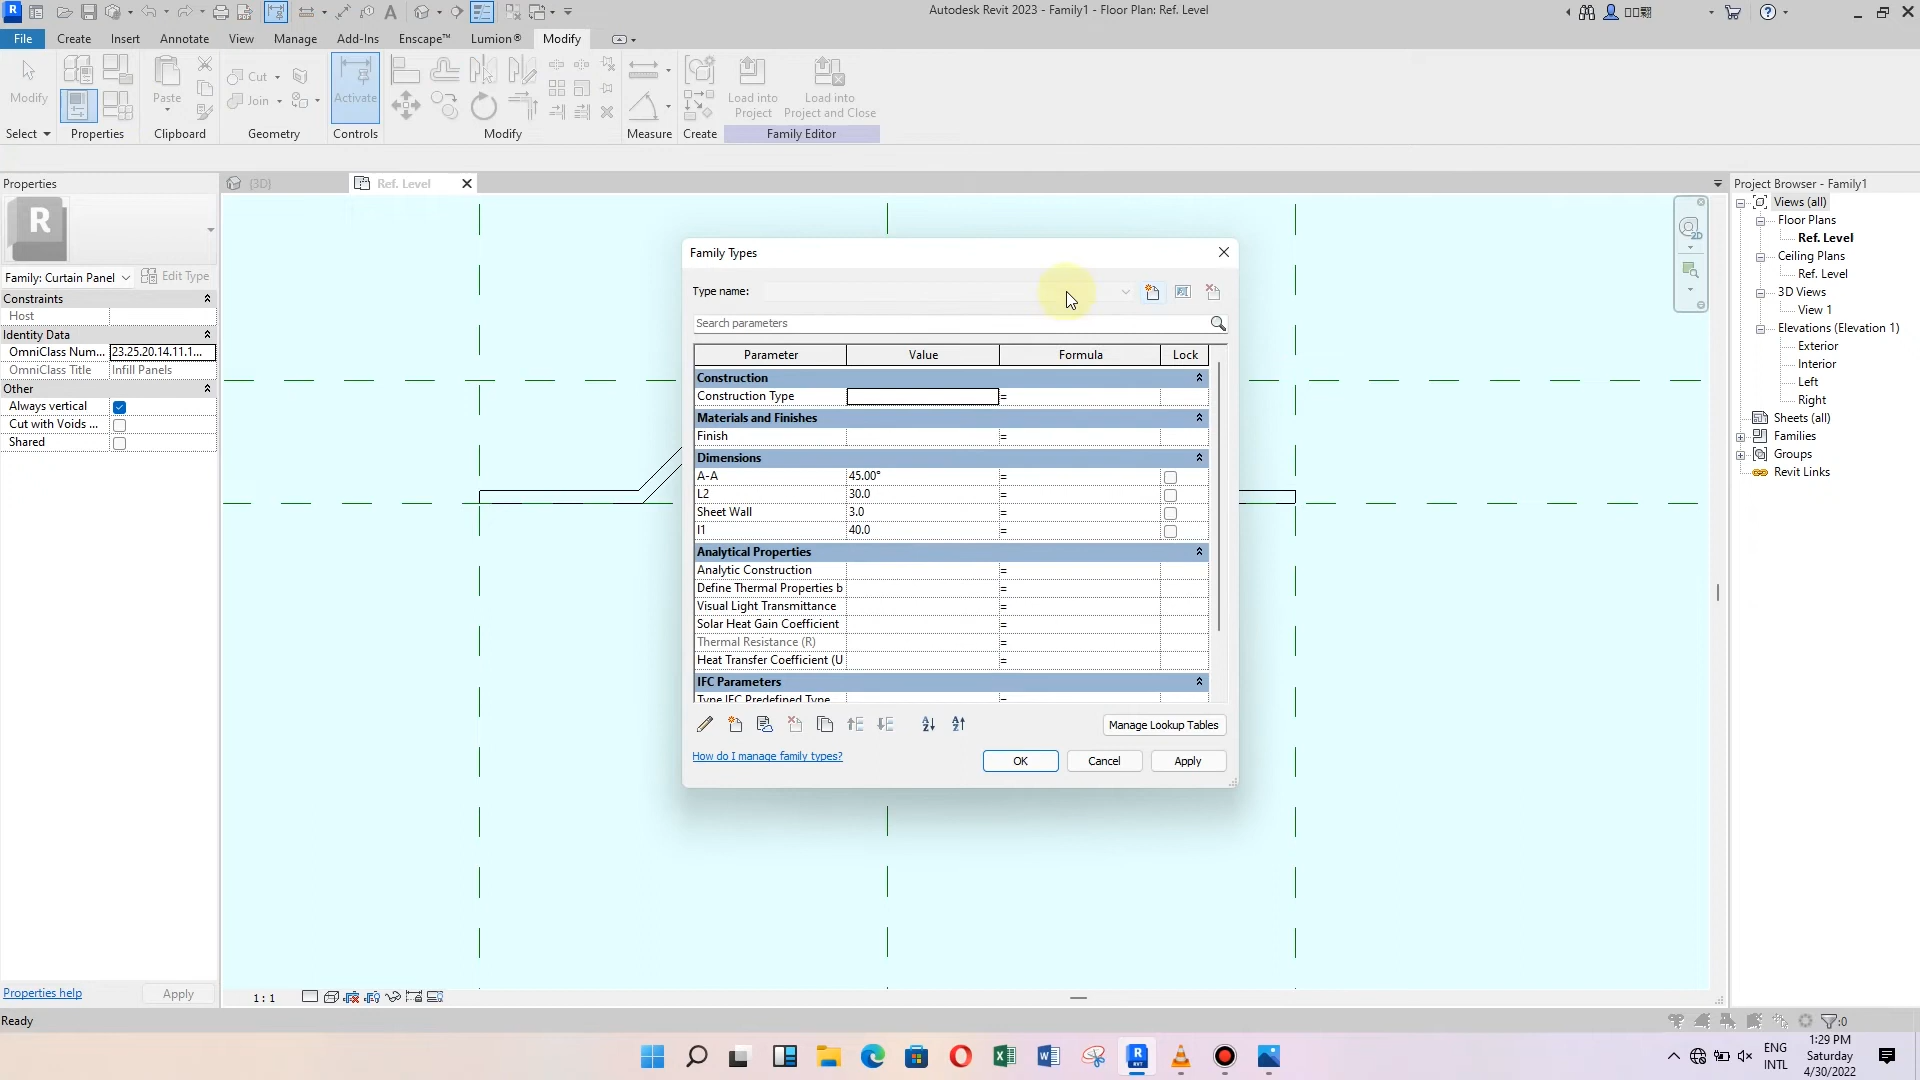 Autodesk Revit 2023 - Family1 - Floor Plan: Ref. Level
File Create Insert Annotate View Manage Add-Ins Enscape™ Lumion® Modify
Modify
Paste
Cut
Join
Activate
Load into Project
Load into Project and Close
Select Properties Clipboard Geometry Controls Modify Measure Create Family Editor
Properties
{3D}
Ref. Level
Project Browser - Family1
R
Family: Curtain Panel
Edit Type
Constraints
Host
Identity Data
OmniClass Num... 23.25.20.14.11.1...
OmniClass Title Infill Panels
Other
Always vertical
Cut with Voids ...
Shared
Properties help
Apply
Family Types
Type name:
Search parameters
Parameter Value Formula Lock
Construction
Construction Type =
Materials and Finishes
Finish =
Dimensions
A-A 45.00° =
L2 30.0 =
Sheet Wall 3.0 =
l1 40.0 =
Analytical Properties
Analytic Construction =
Define Thermal Properties b =
Visual Light Transmittance =
Solar Heat Gain Coefficient =
Thermal Resistance (R) =
Heat Transfer Coefficient (U =
IFC Parameters
Type IFC Predefined Type =
Manage Lookup Tables
How do I manage family types?
OK Cancel Apply
Views (all)
Floor Plans
Ref. Level
Ceiling Plans
Ref. Level
3D Views
View 1
Elevations (Elevation 1)
Exterior
Interior
Left
Right
Sheets (all)
Families
Groups
Revit Links
2D
1 : 1
Ready
:0
ENG
INTL
1:29 PM
Saturday
4/30/2022